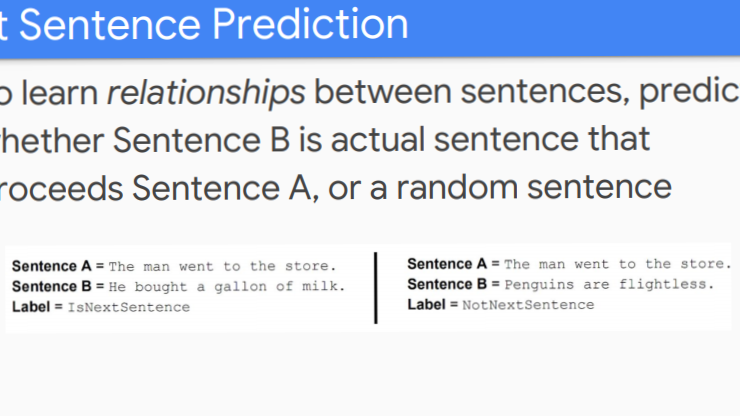 t Sentence Prediction
o learn relationships between sentences, predic
hether Sentence B is actual sentence that
roceeds Sentence A, or a random sentence
Sentence A = The man went to the store.
Sentence B = He bought a gallon of milk.
Label = IsNextSentence
Sentence A = The man went to the store.
Sentence B = Penguins are flightless.
Label = NotNextSentence